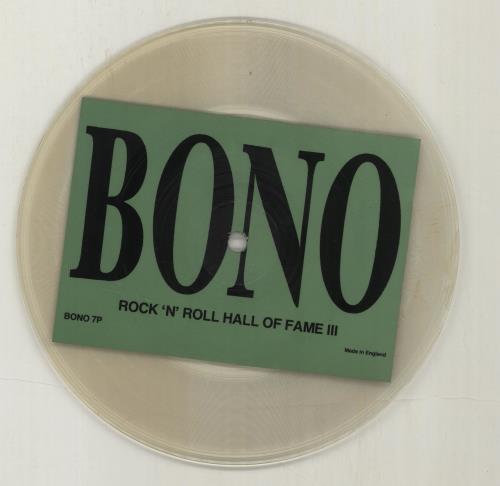 BONO
ROCK 'N' ROLL HALL OF FAME III
BONO 7P
Made in England